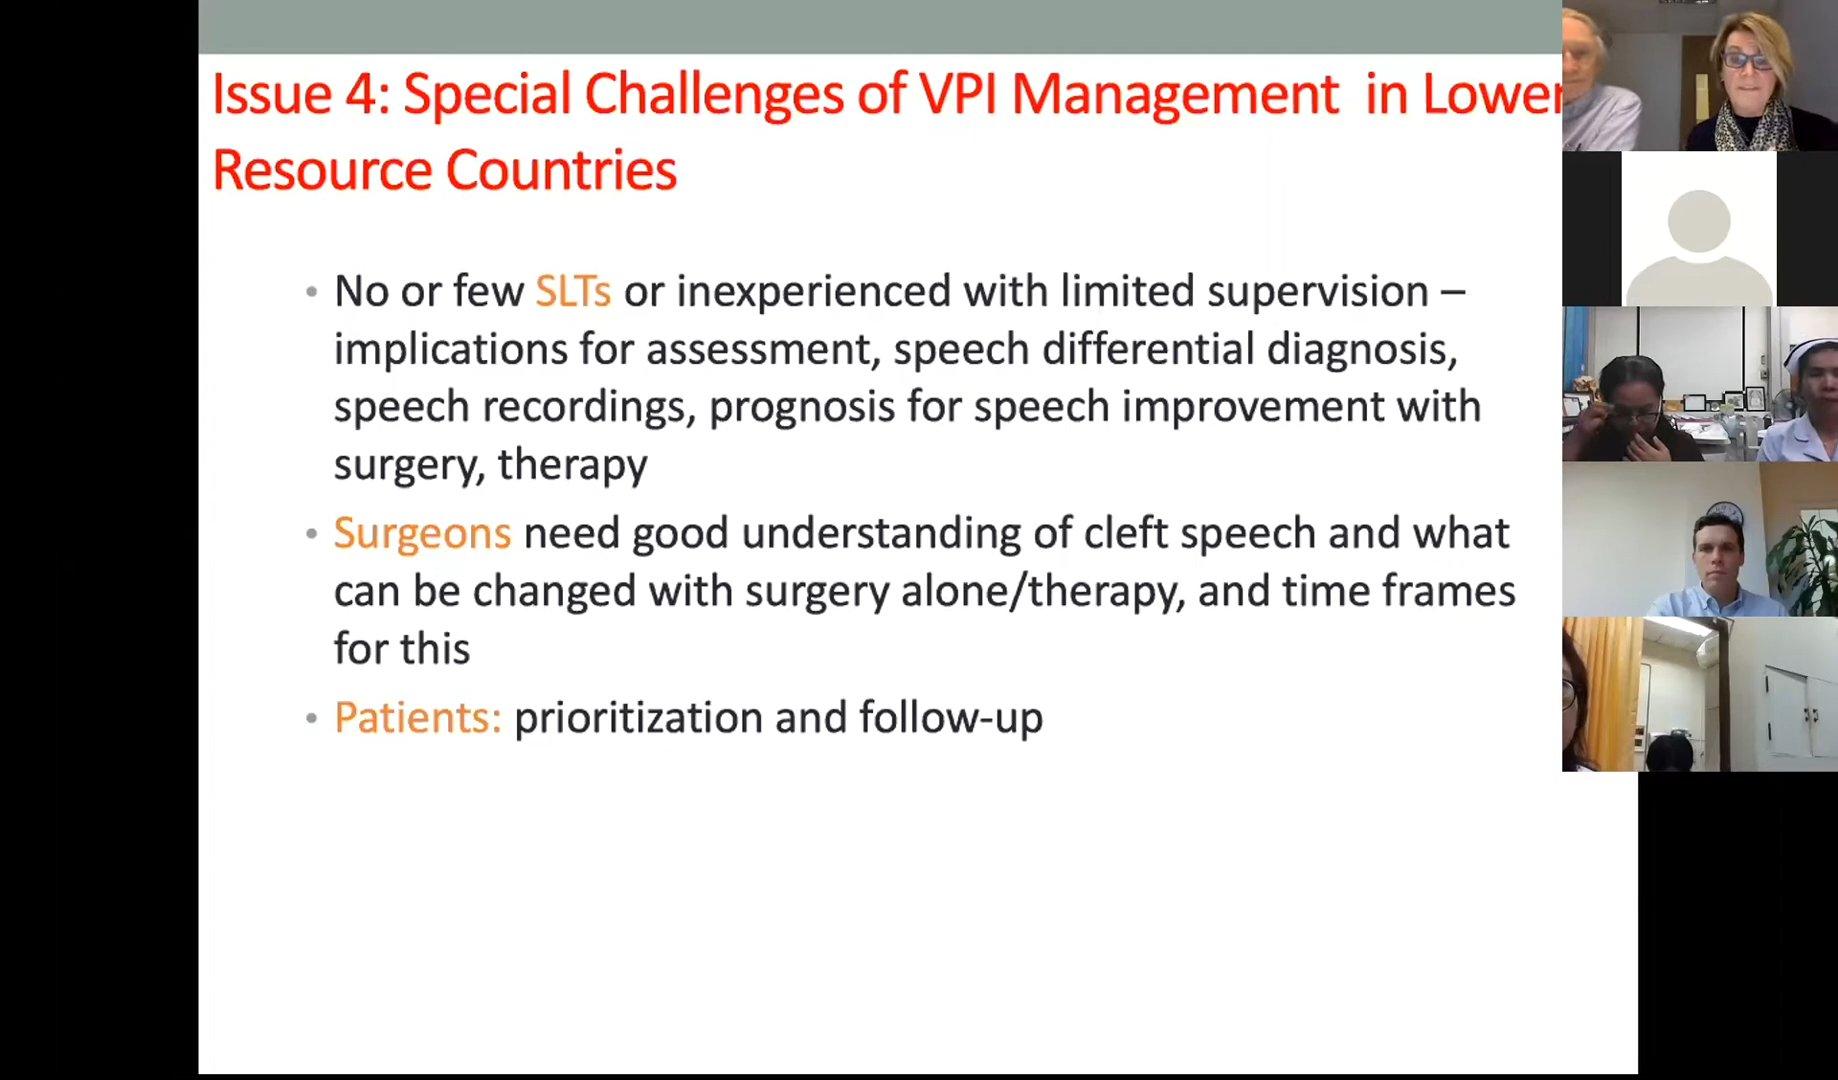 Issue 4: Special Challenges of VPI Management in Lower
Resource Countries
• No or few SLTs or inexperienced with limited supervision –
implications for assessment, speech differential diagnosis,
speech recordings, prognosis for speech improvement with
surgery, therapy
• Surgeons need good understanding of cleft speech and what
can be changed with surgery alone/therapy, and time frames
for this
• Patients: prioritization and follow-up